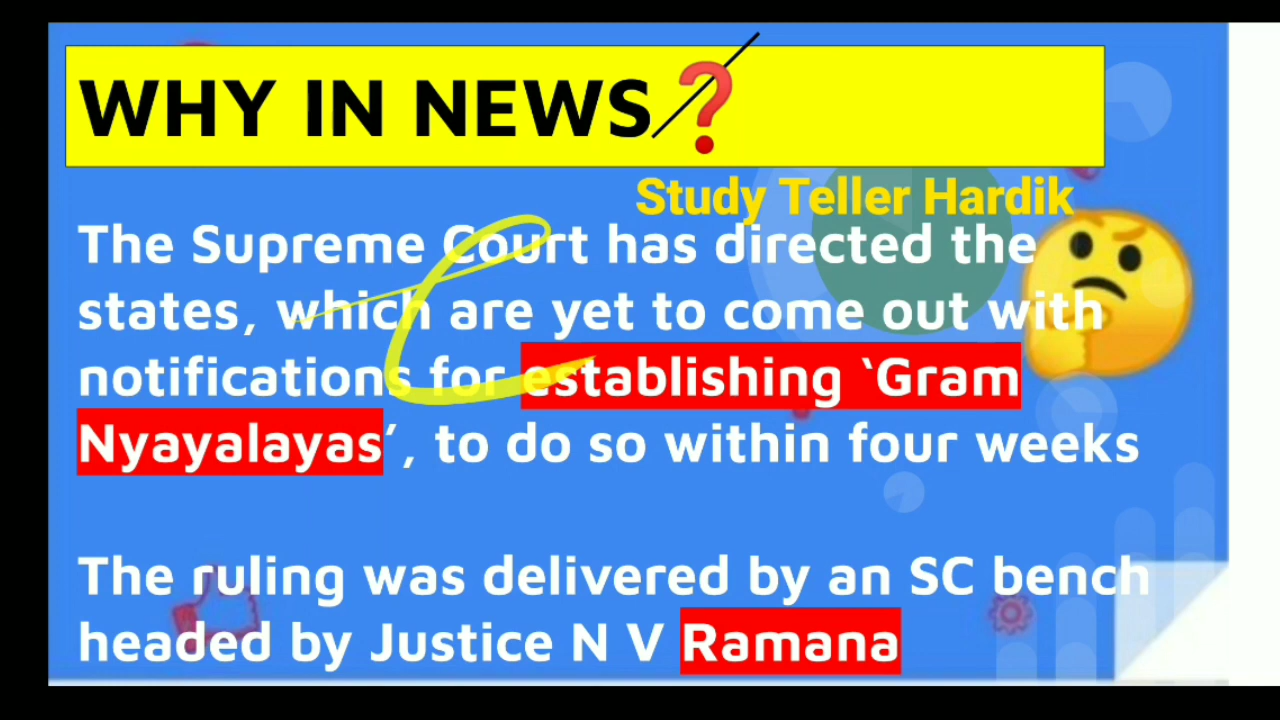 WHY IN NEWS❓
Study Teller Hardik
The Supreme Court has directed the
states, which are yet to come out with
notifications for establishing ‘Gram
Nyayalayas’, to do so within four weeks
The ruling was delivered by an SC bench
headed by Justice N V Ramana